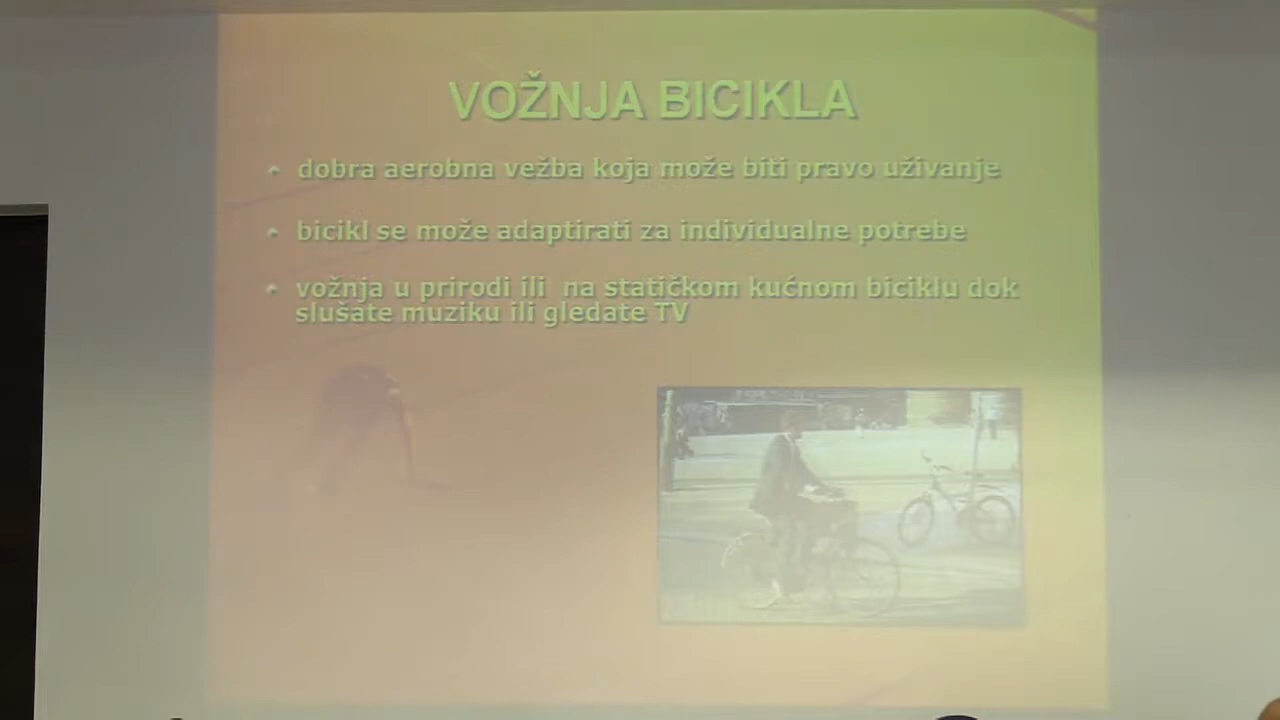 VOŽNJA BICIKLA
dobra aerobna vežba koja može biti pravo uživanje
bicikl se može adaptirati za individualne potrebe
vožnja u prirodi ili na statičkom kućnom biciklu dok
slušate muziku ili gledate TV